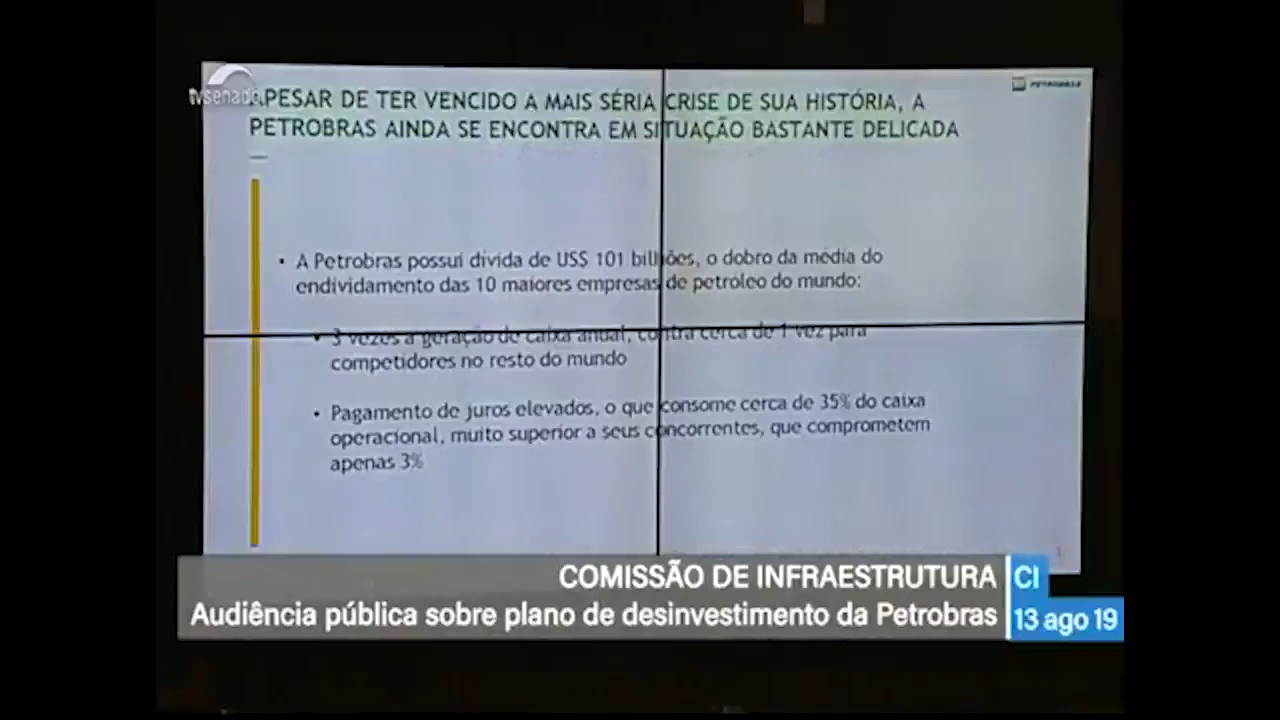 tvsenado
PETROBRAS
APESAR DE TER VENCIDO A MAIS SÉRIA CRISE DE SUA HISTÓRIA, A
PETROBRAS AINDA SE ENCONTRA EM SITUAÇÃO BASTANTE DELICADA
• A Petrobras possui dívida de US$ 101 bilhões, o dobro da média do
endividamento das 10 maiores empresas de petróleo do mundo:
• 3 vezes a geração de caixa anual, contra cerca de 1 vez para
competidores no resto do mundo
• Pagamento de juros elevados, o que consome cerca de 35% do caixa
operacional, muito superior a seus concorrentes, que comprometem
apenas 3%
COMISSÃO DE INFRAESTRUTURA CI
Audiência pública sobre plano de desinvestimento da Petrobras 13 ago 19